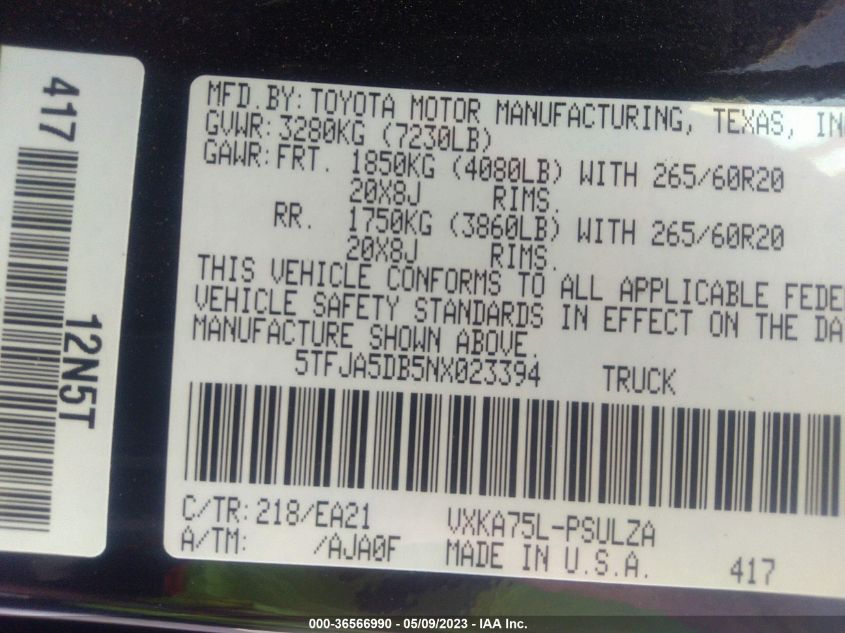 417
12N5T
MFD.BY:TOYOTA MOTOR MANUFACTURING, TEXAS, IN
GVWR:3280KG (7230LB)
GAWR:FRT. 1850KG (4080LB) WITH 265/60R20
20X8J RIMS,
RR. 1750KG (3860LB) WITH 265/60R20
20X8J RIMS.
THIS VEHICLE CONFORMS TO ALL APPLICABLE FEDE
VEHICLE SAFETY STANDARDS IN EFFECT ON THE DA
MANUFACTURE SHOWN ABOVE.
5TFJA5DB5NX023394 TRUCK
C/TR:218/EA21 VXKA75L-PSULZA
A/TM: /AJA0F MADE IN U.S.A. 417
000-36566990 - 05/09/2023 - IAA Inc.